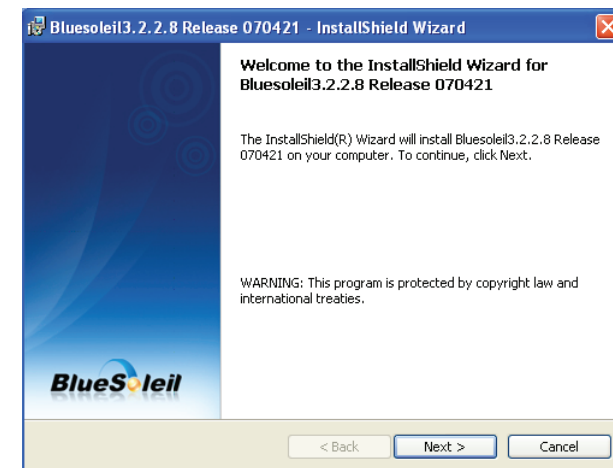 Bluesoleil3.2.2.8 Release 070421 - InstallShield Wizard
Welcome to the InstallShield Wizard for
Bluesoleil3.2.2.8 Release 070421
The InstallShield(R) Wizard will install Bluesoleil3.2.2.8 Release
070421 on your computer. To continue, click Next.
WARNING: This program is protected by copyright law and
international treaties.
BlueSoleil
< Back
Next >
Cancel